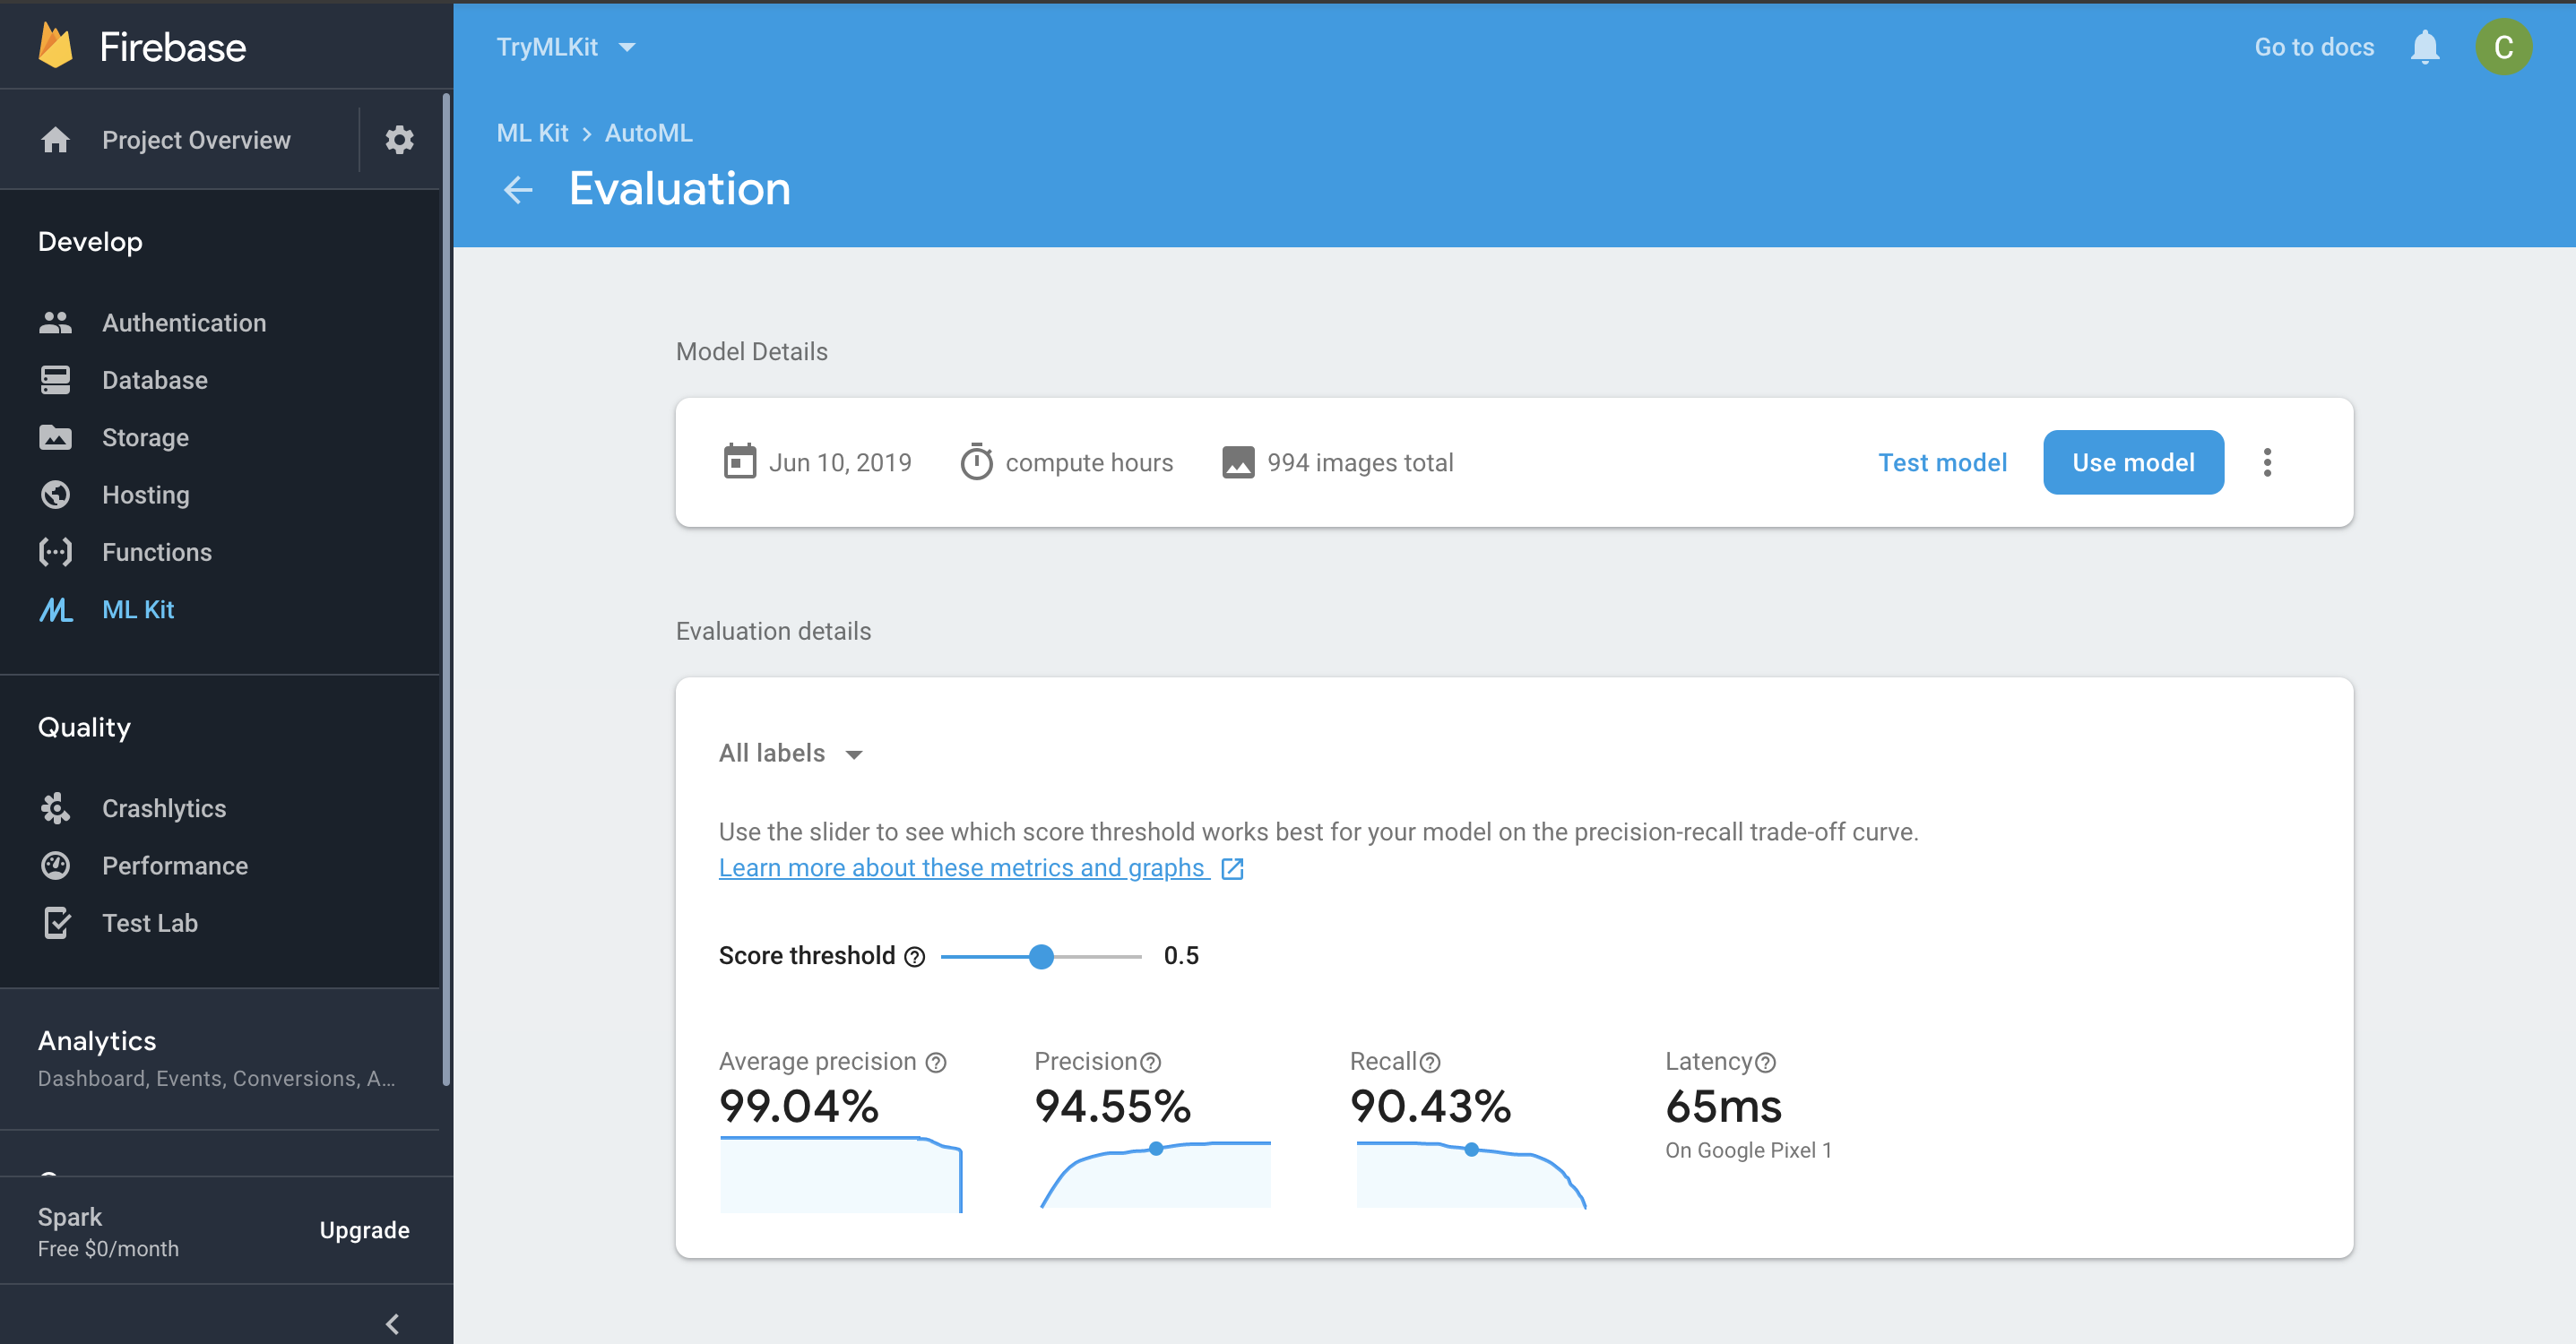 Firebase
Project Overview
Develop
Authentication
Database
Storage
Hosting
Functions
ML Kit
Quality
Crashlytics
Performance
Test Lab
Analytics
Dashboard, Events, Conversions, A...
Spark
Free $0/month
Upgrade
TryMLKit
Go to docs
C
ML Kit > AutoML
Evaluation
Model Details
Jun 10, 2019
compute hours
994 images total
Test model
Use model
Evaluation details
All labels
Use the slider to see which score threshold works best for your model on the precision-recall trade-off curve.
Learn more about these metrics and graphs
Score threshold ? 0.5
Average precision ?
99.04%
Precision ?
94.55%
Recall ?
90.43%
Latency ?
65ms
On Google Pixel 1